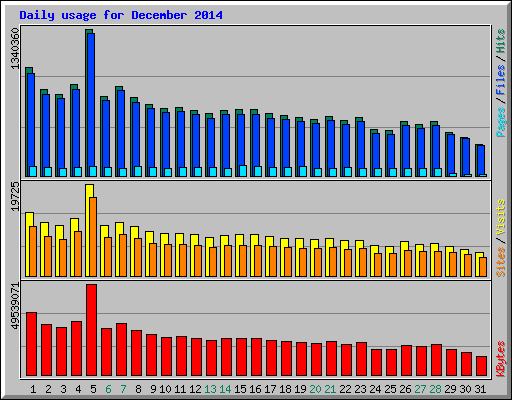 Daily usage for December 2014
1340360
Pages / Files / Hits
19725
Sites / Visits
49539071
KBytes
1 2 3 4 5 6 7 8 9 10 11 12 13 14 15 16 17 18 19 20 21 22 23 24 25 26 27 28 29 30 31